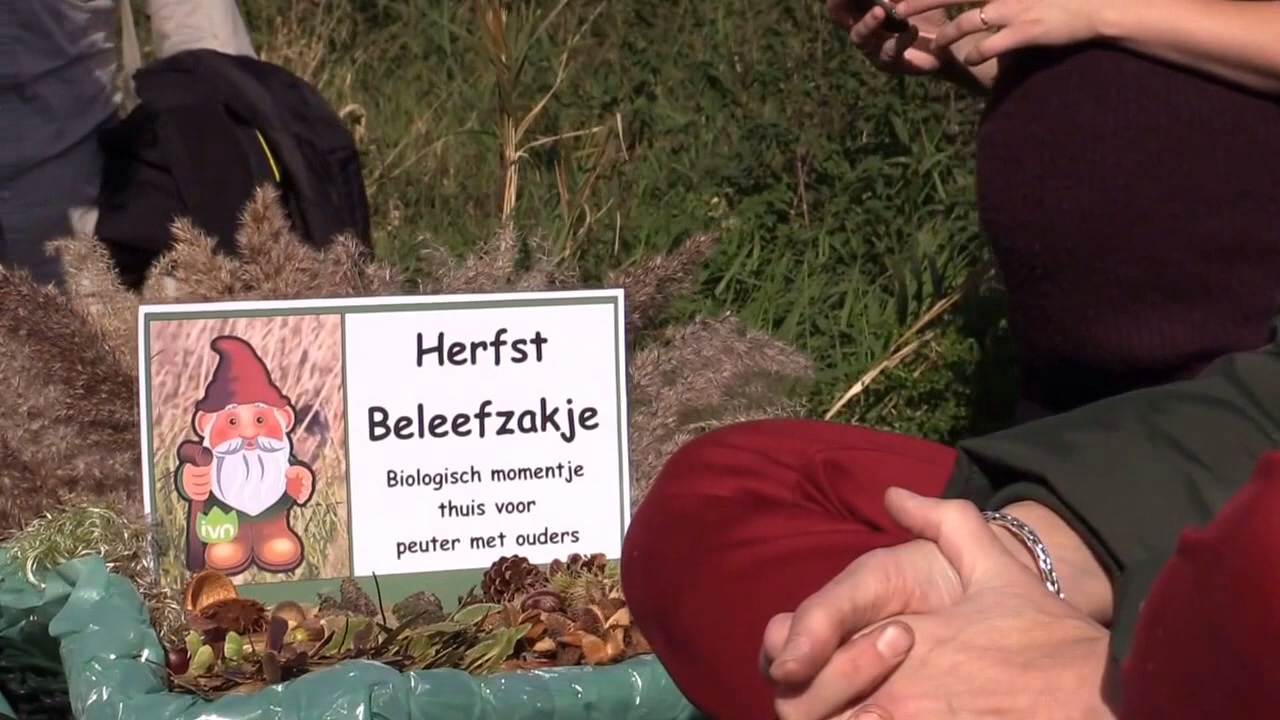 Herfst
Beleefzakje
Biologisch momentje
thuis voor
peuter met ouders
ivn